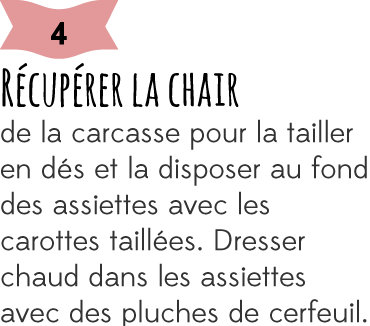 4
Récupérer la chair
de la carcasse pour la tailler
en dés et la disposer au fond
des assiettes avec les
carottes taillées. Dresser
chaud dans les assiettes
avec des pluches de cerfeuil.